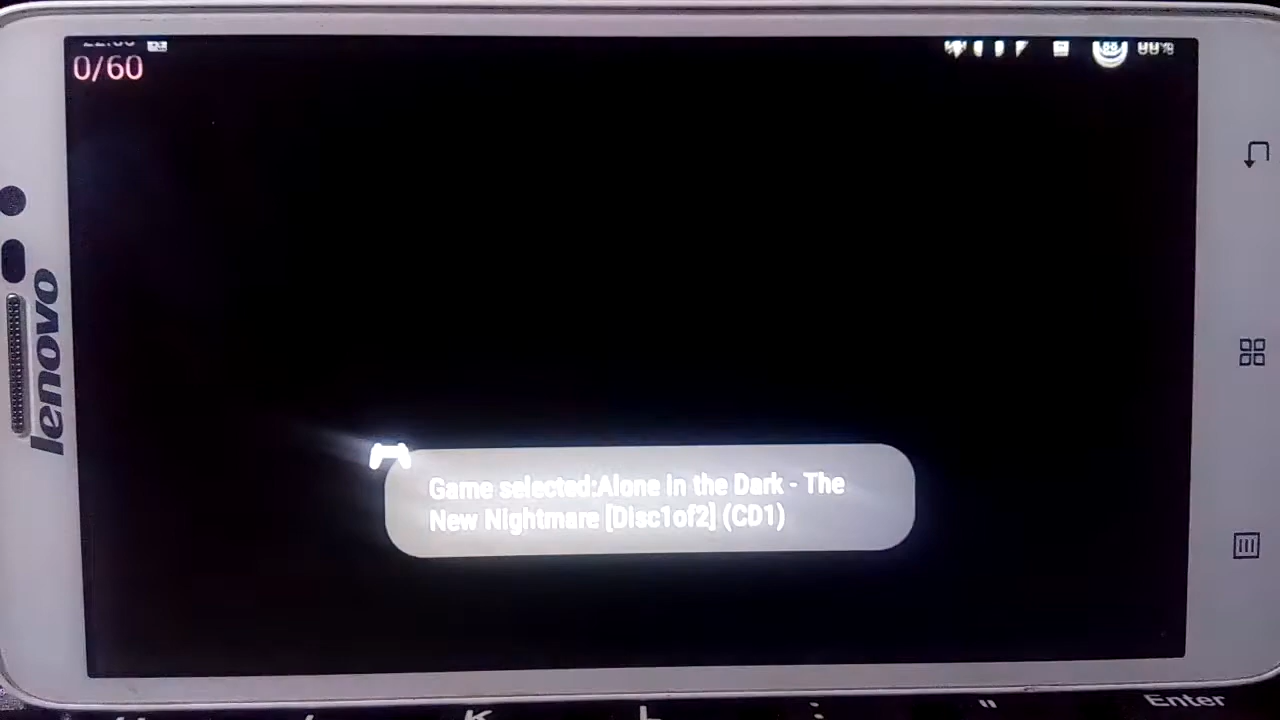 0/60
lenovo
Game selected:Alone in the Dark - The
New Nightmare [Disc1of2] (CD1)
K
L
Enter